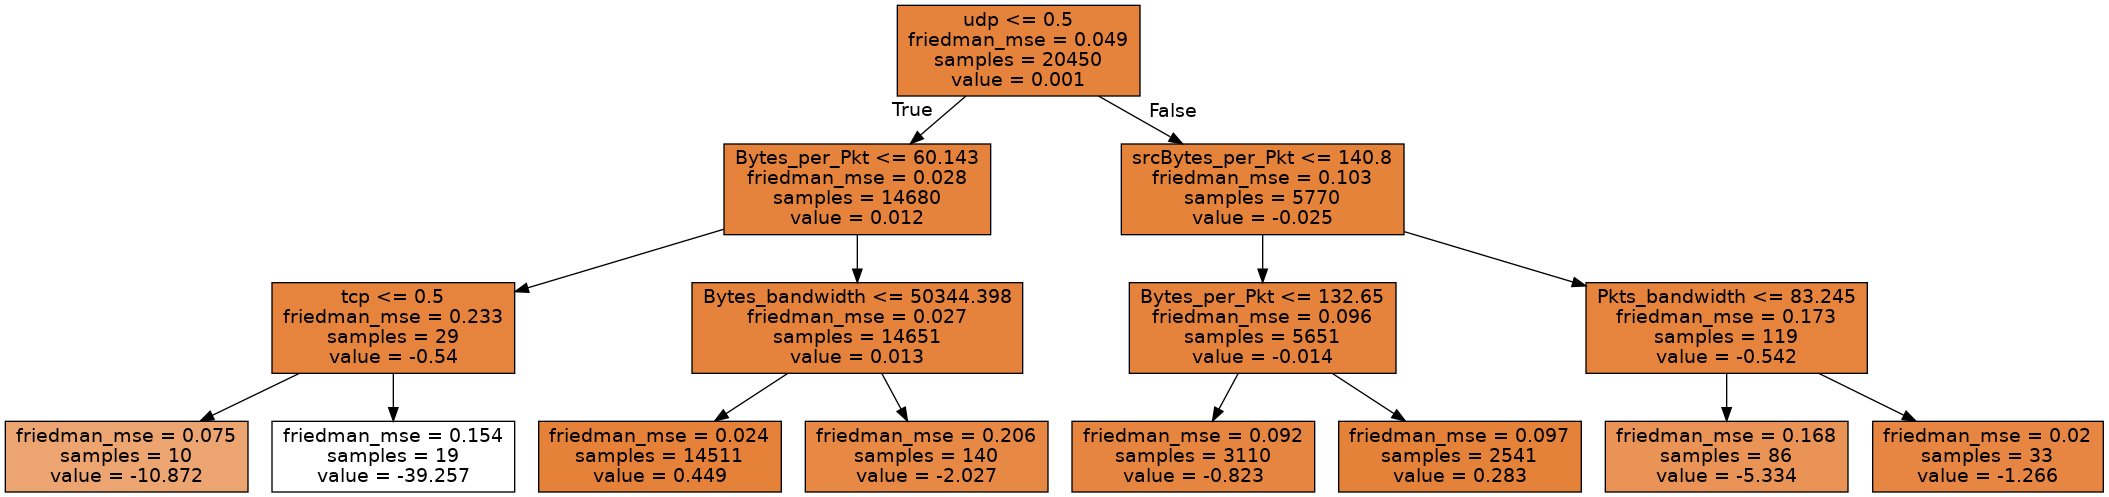 udp <= 0.5
friedman_mse = 0.049
samples = 20450
value = 0.001
True
False
Bytes_per_Pkt <= 60.143
friedman_mse = 0.028
samples = 14680
value = 0.012
srcBytes_per_Pkt <= 140.8
friedman_mse = 0.103
samples = 5770
value = -0.025
tcp <= 0.5
friedman_mse = 0.233
samples = 29
value = -0.54
Bytes_bandwidth <= 50344.398
friedman_mse = 0.027
samples = 14651
value = 0.013
Bytes_per_Pkt <= 132.65
friedman_mse = 0.096
samples = 5651
value = -0.014
Pkts_bandwidth <= 83.245
friedman_mse = 0.173
samples = 119
value = -0.542
friedman_mse = 0.075
samples = 10
value = -10.872
friedman_mse = 0.154
samples = 19
value = -39.257
friedman_mse = 0.024
samples = 14511
value = 0.449
friedman_mse = 0.206
samples = 140
value = -2.027
friedman_mse = 0.092
samples = 3110
value = -0.823
friedman_mse = 0.097
samples = 2541
value = 0.283
friedman_mse = 0.168
samples = 86
value = -5.334
friedman_mse = 0.02
samples = 33
value = -1.266